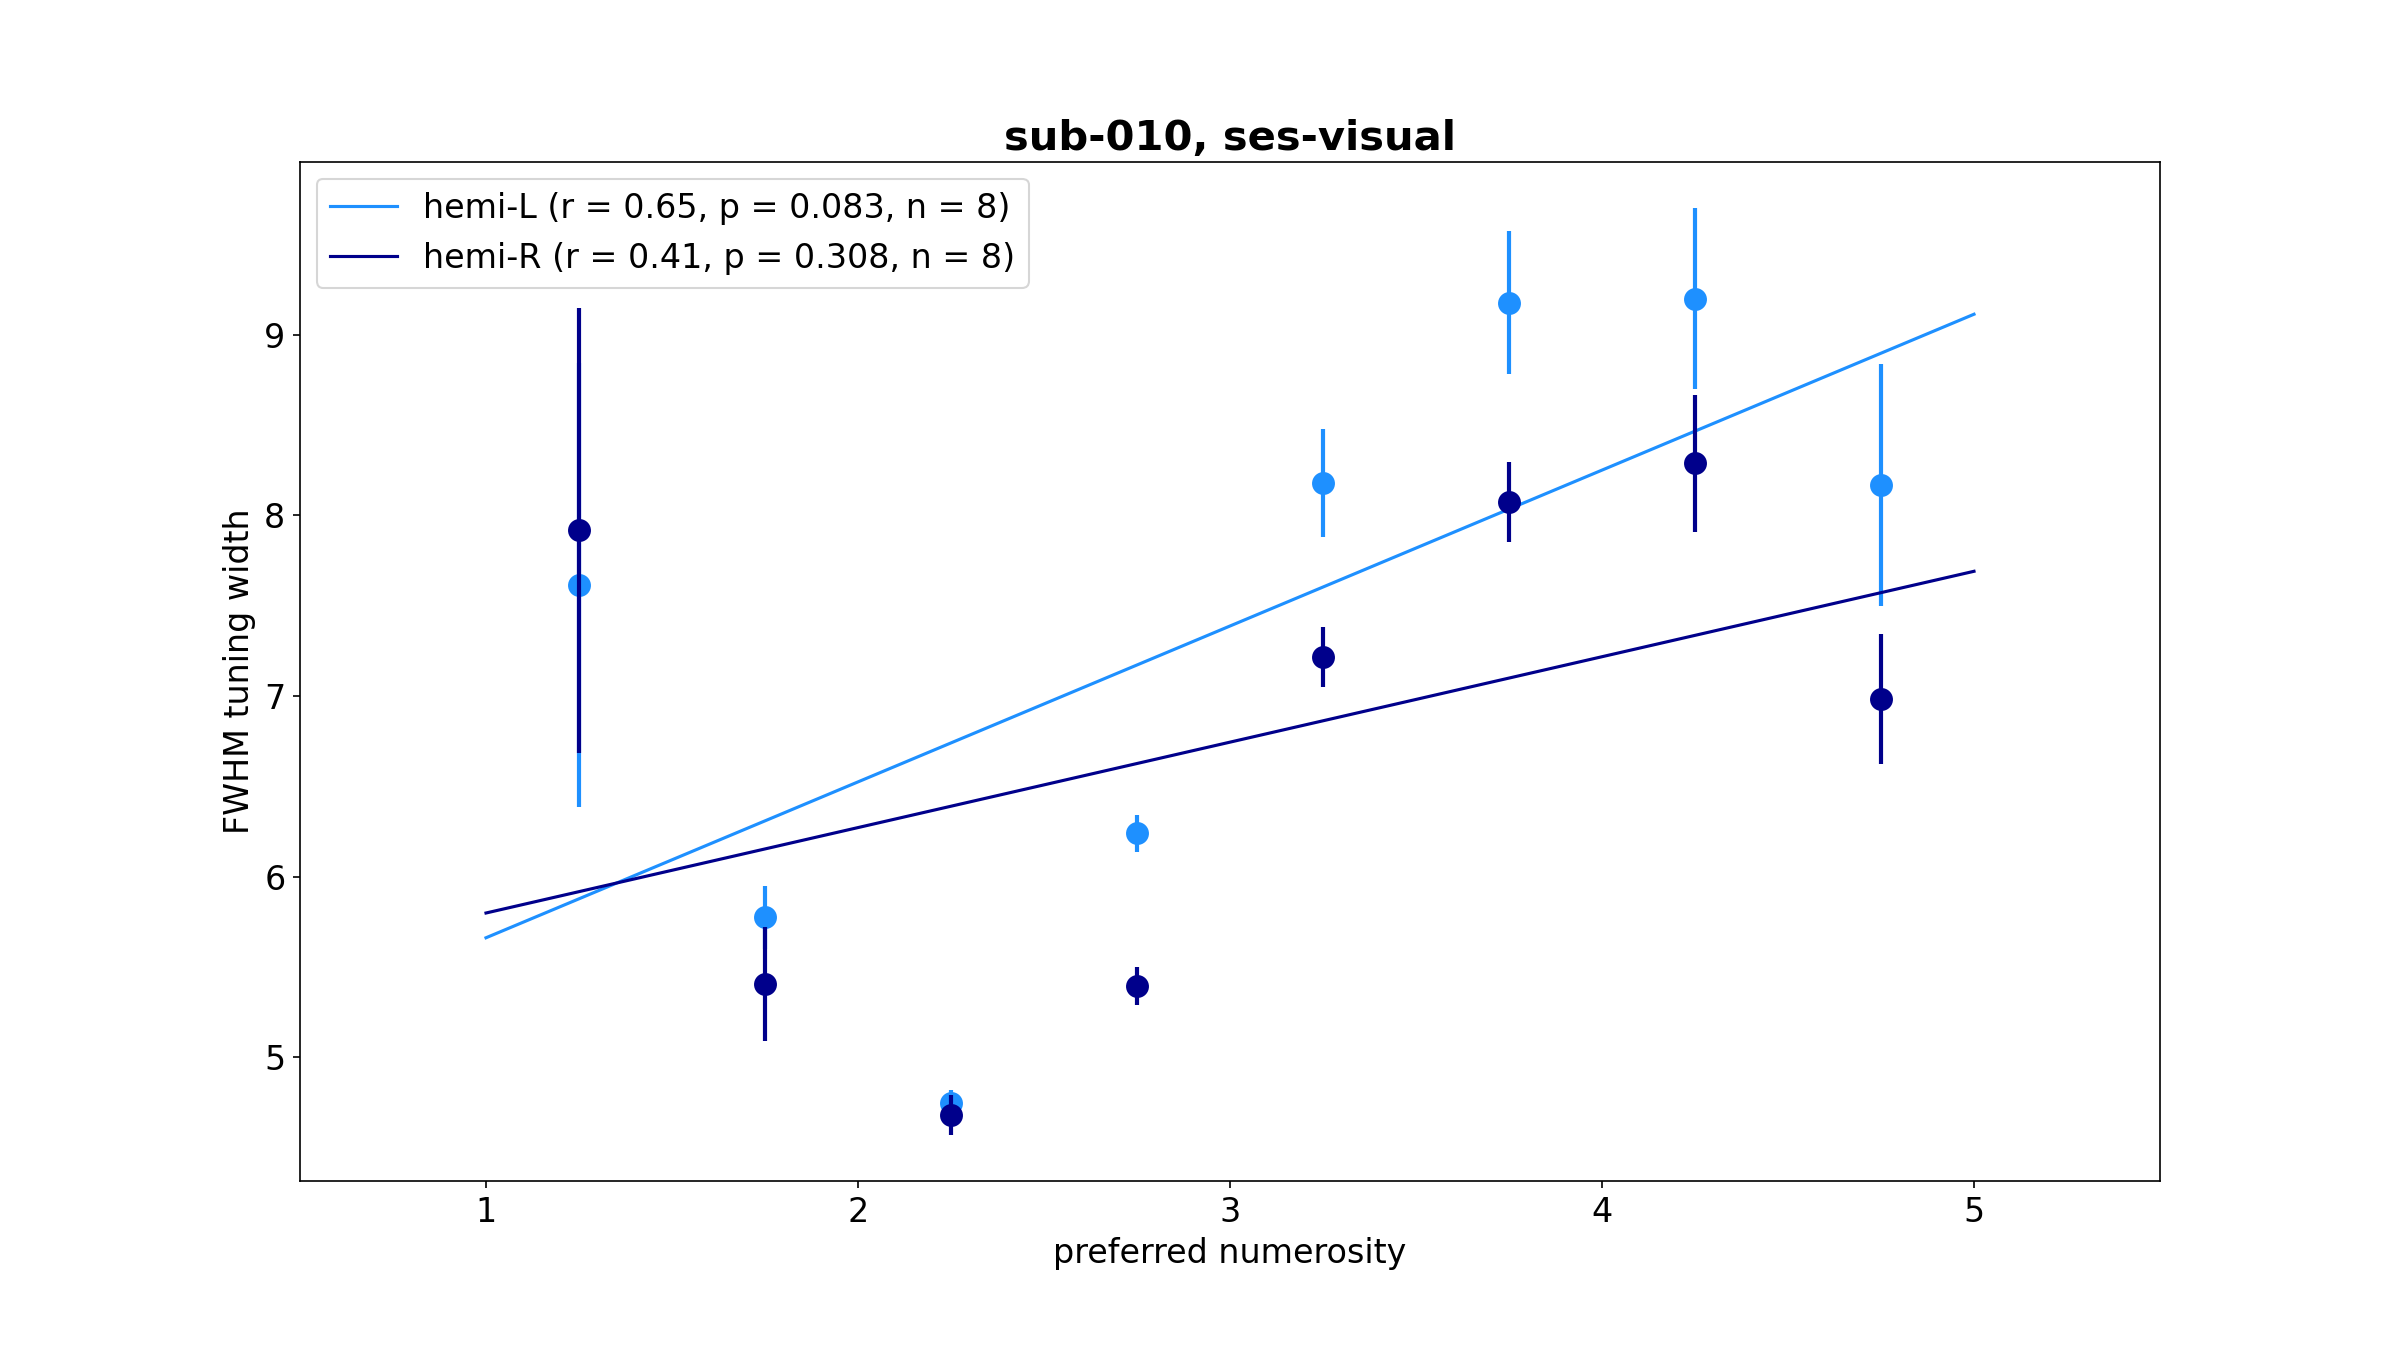 sub-010, ses-visual
hemi-L (r = 0.65, p = 0.083, n = 8)
hemi-R (r = 0.41, p = 0.308, n = 8)
FWHM tuning width
9
8
7
6
5
1 2 3 4 5
preferred numerosity